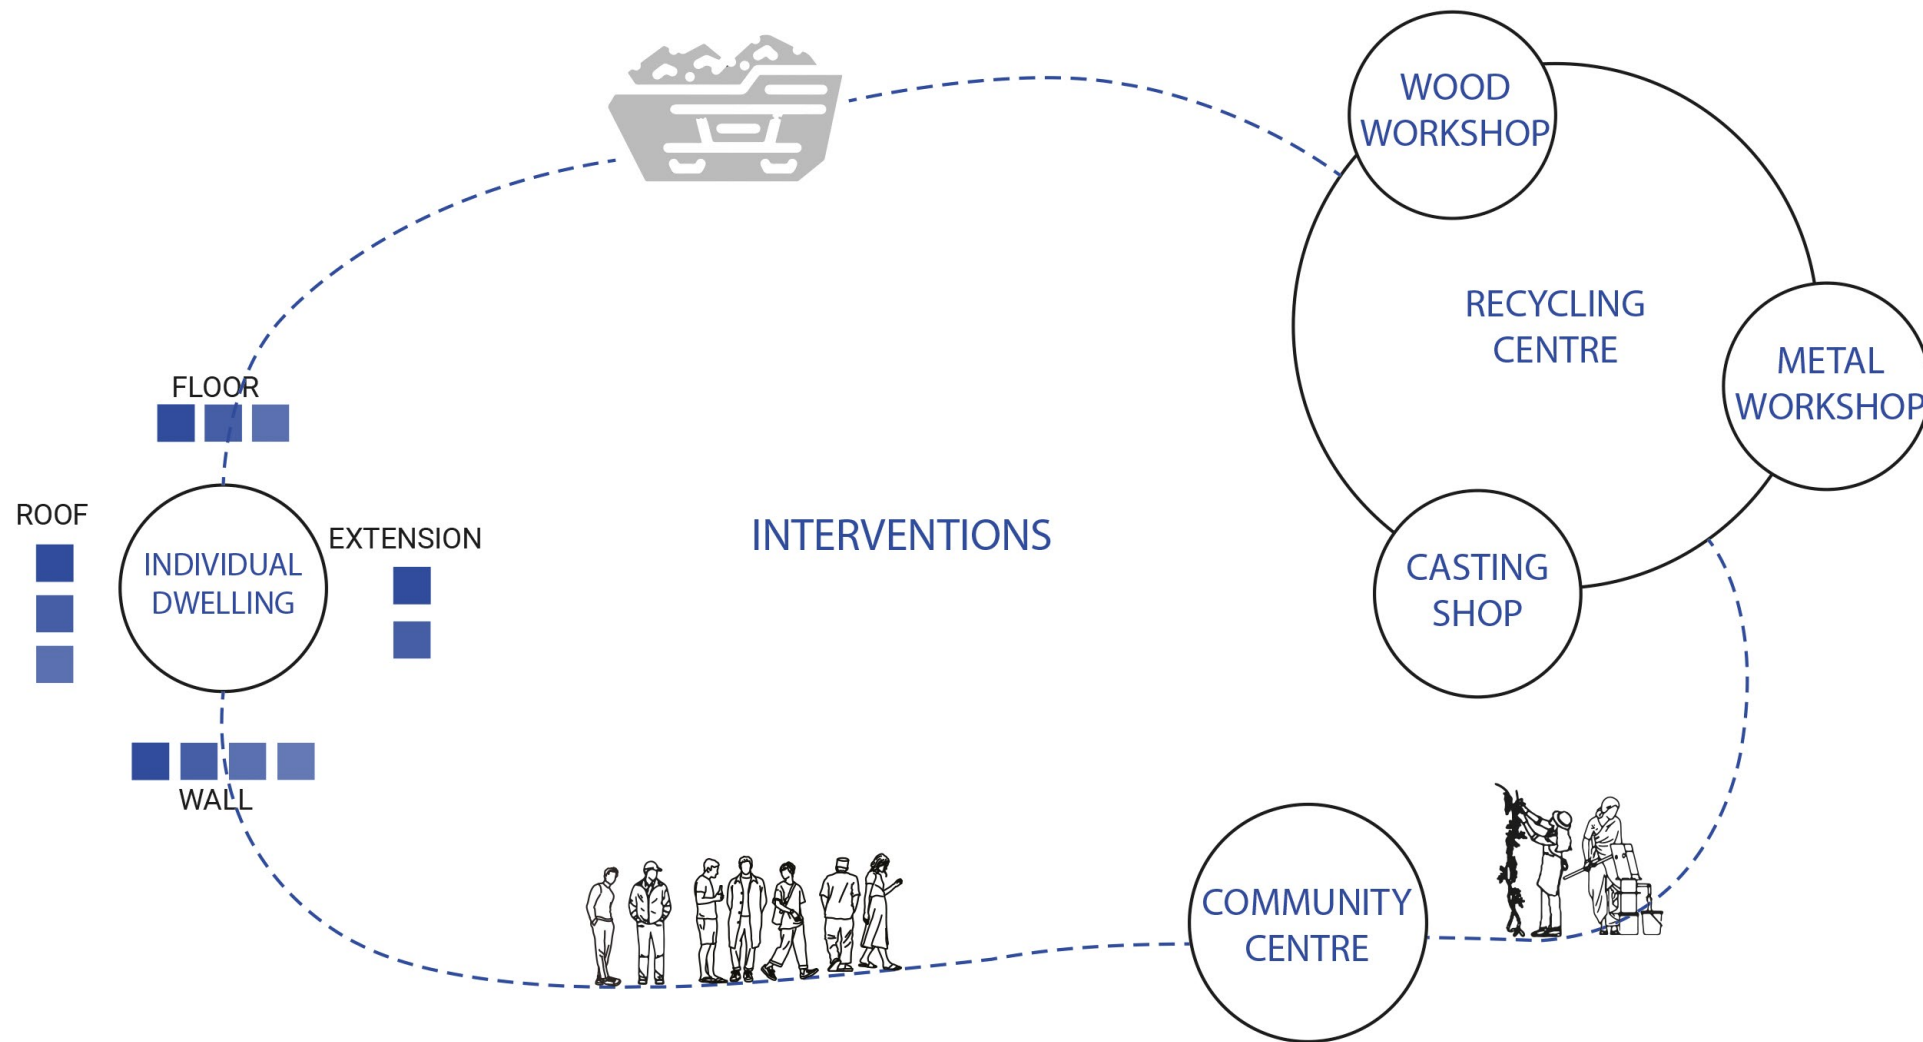 WOOD
WORKSHOP
RECYCLING
CENTRE
METAL
WORKSHOP
FLOOR
ROOF
EXTENSION
INDIVIDUAL
DWELLING
INTERVENTIONS
CASTING
SHOP
WALL
COMMUNITY
CENTRE